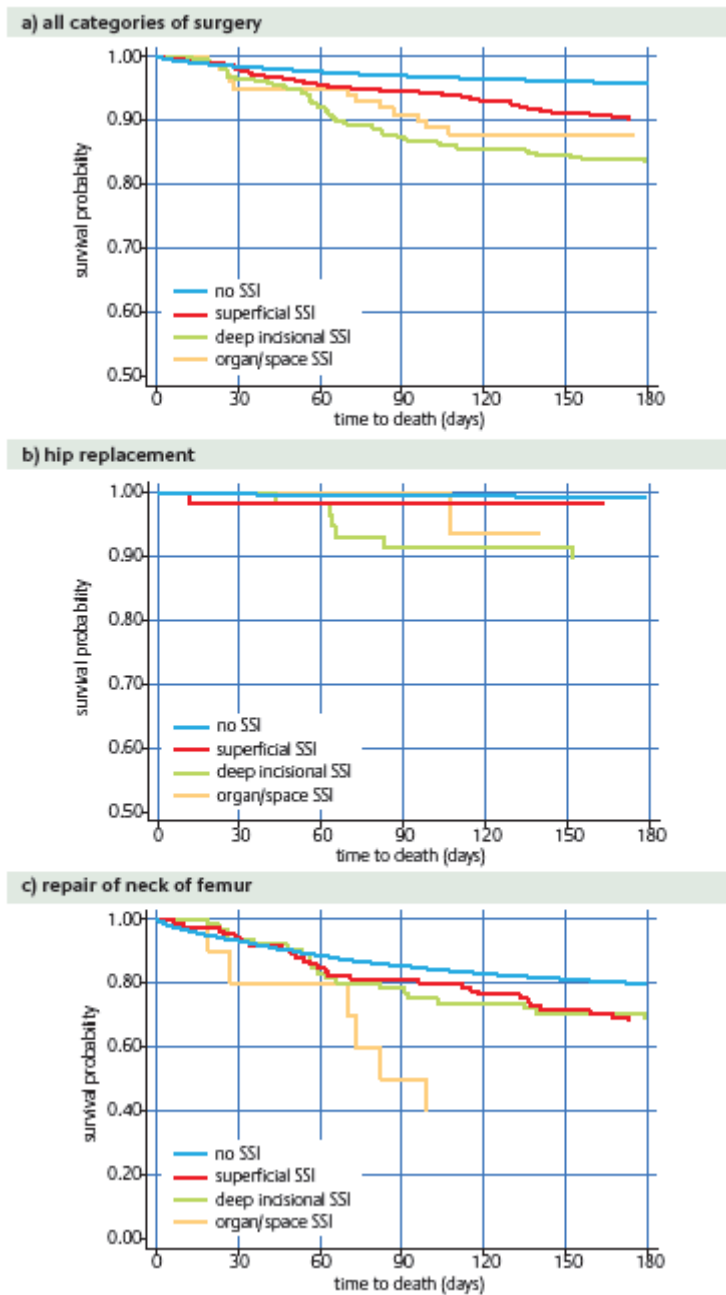 a) all categories of surgery
1.00
0.90
0.80
0.70
0.60
0.50
survival probability
no SSI
superficial SSI
deep incisional SSI
organ/space SSI
0 30 60 90 120 150 180
time to death (days)
b) hip replacement
1.00
0.90
0.80
0.70
0.60
0.50
survival probability
no SSI
superficial SSI
deep incisional SSI
organ/space SSI
0 30 60 90 120 150 180
time to death (days)
c) repair of neck of femur
1.00
0.80
0.60
0.40
0.20
0.00
survival probability
no SSI
superficial SSI
deep incisional SSI
organ/space SSI
0 30 60 90 120 150 180
time to death (days)